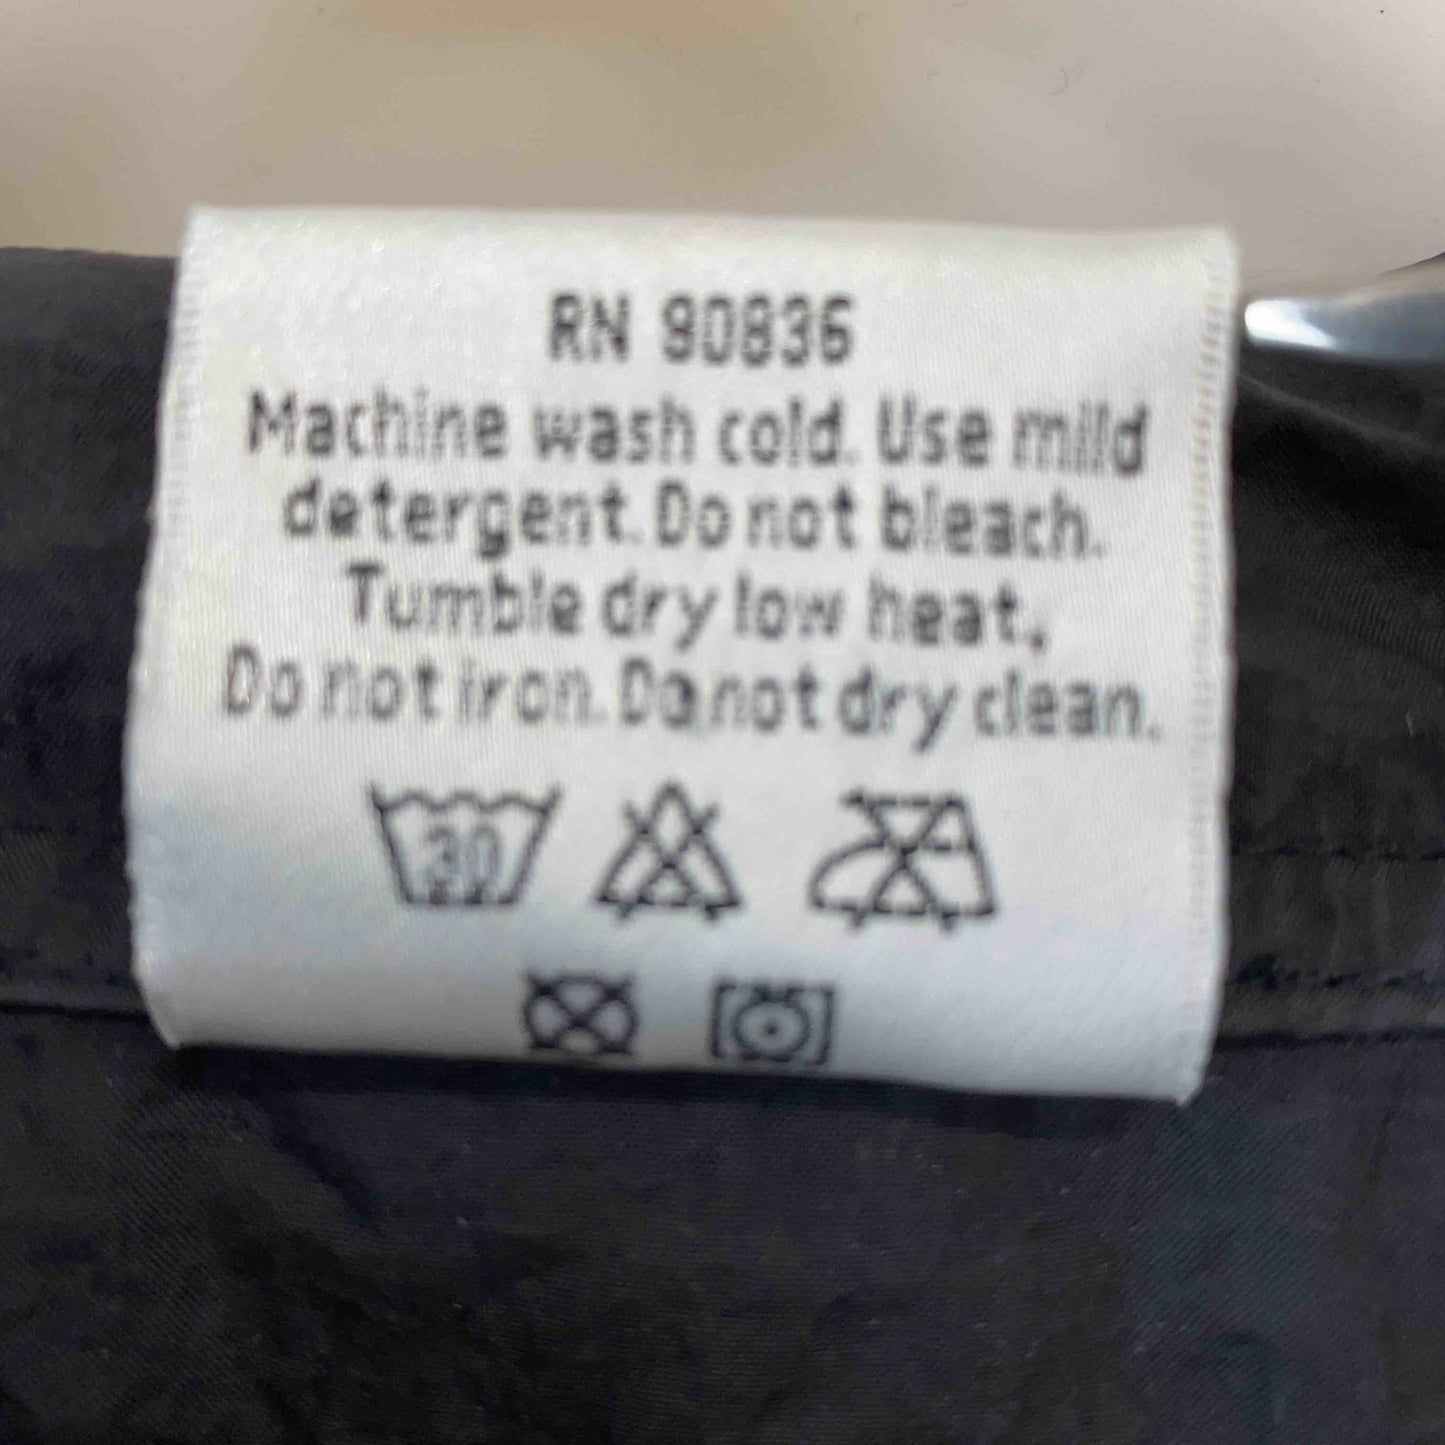 RN 90836
Machine wash cold. Use mild
detergent. Do not bleach.
Tumble dry low heat.
Do not iron. Do not dry clean.
30